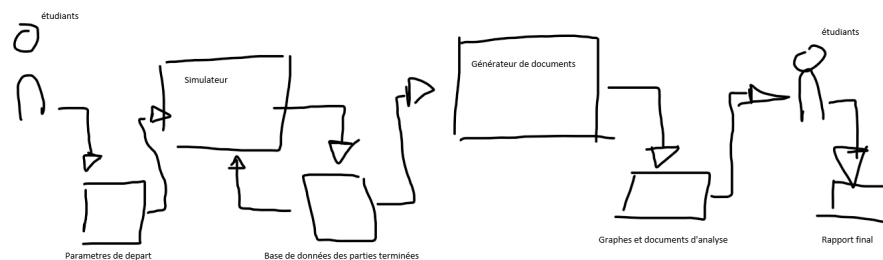 étudiants
Simulateur
Générateur de documents
étudiants
Parametres de depart
Base de données des parties terminées
Graphes et documents d'analyse
Rapport final